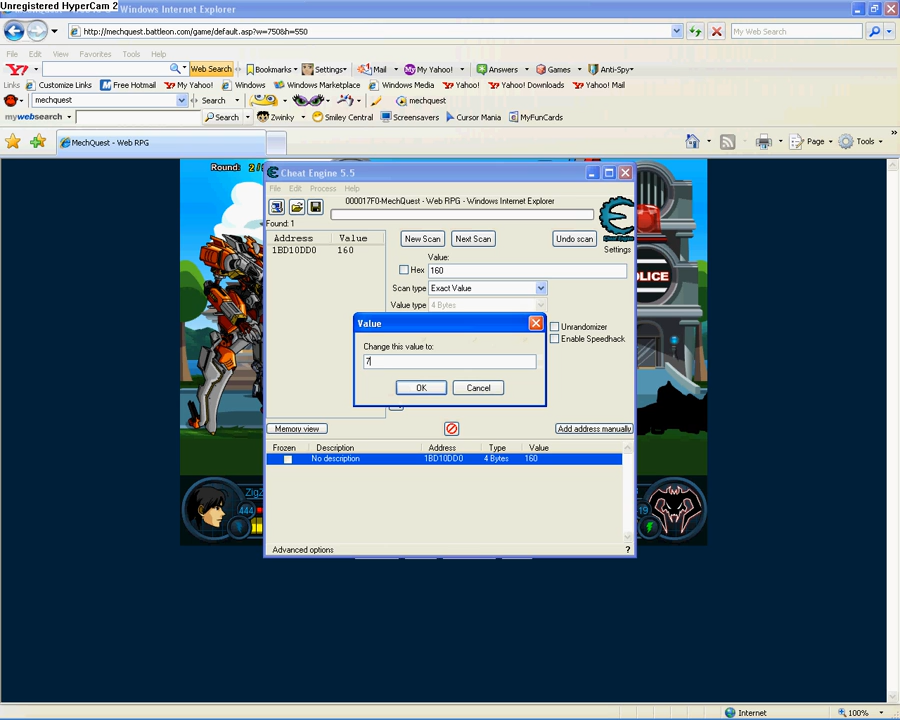 Unregistered HyperCam 2
Windows Internet Explorer
http://mechquest.battleon.com/game/default.asp?w=750&h=550
My Web Search
File Edit View Favorites Tools Help
Y! Web Search Bookmarks Settings Mail My Yahoo! Answers Games Anti-Spy
Links Customize Links Free Hotmail My Yahoo! Windows Windows Marketplace Windows Media Yahoo! Yahoo! Downloads Yahoo! Mail
mechquest Search mechquest
mywebsearch Search Zwinky Smiley Central Screensavers Cursor Mania MyFunCards
MechQuest - Web RPG
Page Tools »
Round: 2/
Cheat Engine 5.5
File Edit Process Help
000017F0-MechQuest - Web RPG - Windows Internet Explorer
Found: 1
Address Value
1BD10DD0 160
New Scan Next Scan Undo scan
Cheat Engine
Settings
Value:
Hex 160
Scan type Exact Value
Value type 4 Bytes
Unrandomizer
Enable Speedhack
Value
Change this value to:
7
OK Cancel
POLICE
Memory view Add address manually
Frozen Description Address Type Value
No description 1BD10DD0 4 Bytes 160
Advanced options ?
444
19
Internet 100%